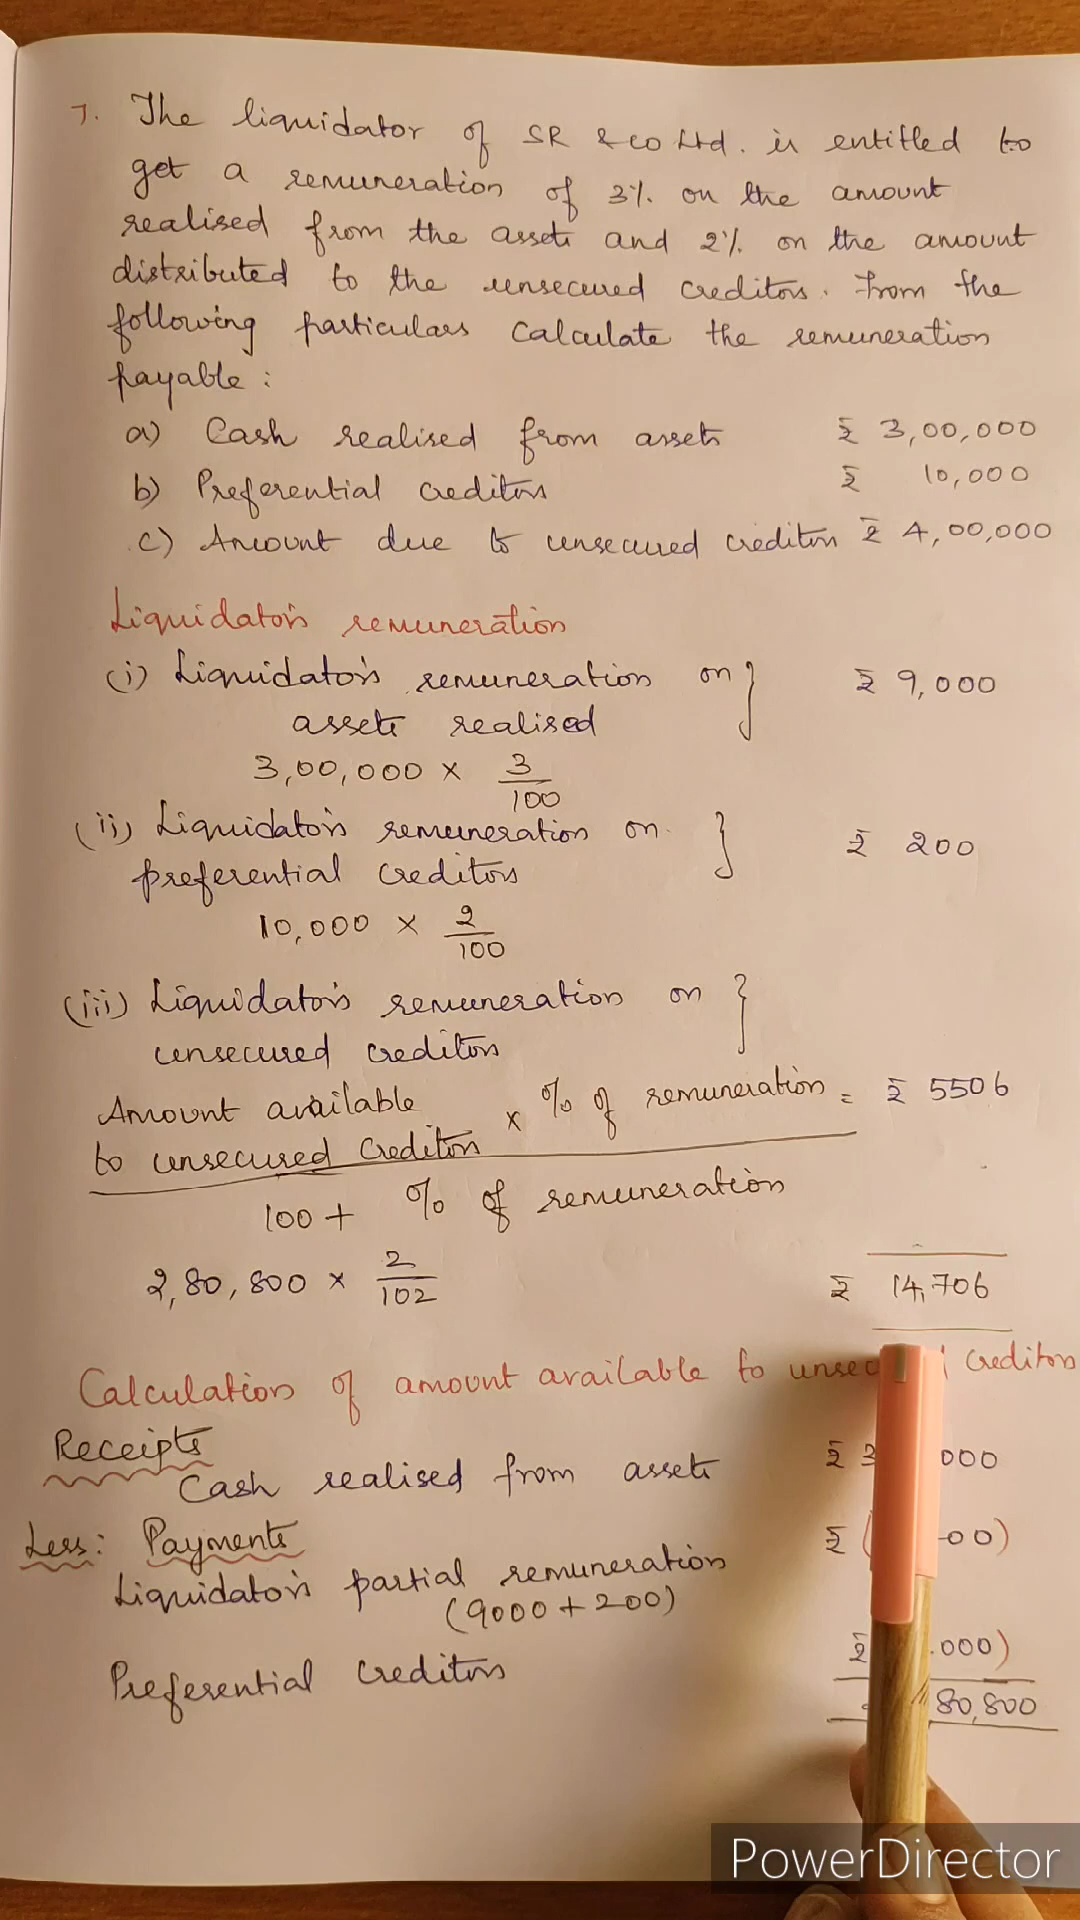 7. The liquidator of SR & co Ltd. is entitled to
get a remuneration of 3% on the amount
realised from the assets and 2% on the amount
distributed to the unsecured creditors. From the
following particulars calculate the remuneration
payable :
a) Cash realised from assets ₹ 3,00,000
b) Preferential creditors ₹ 10,000
c) Amount due to unsecured creditors ₹ 4,00,000
Liquidator's remuneration
(i) Liquidator's remuneration on } ₹ 9,000
assets realised
3,00,000 × 3/100
(ii) Liquidator's remuneration on } ₹ 200
preferential creditors
10,000 × 2/100
(iii) Liquidator's remuneration on }
unsecured creditors
Amount available × % of remuneration = ₹ 5506
to unsecured creditors
100 + % of remuneration
2,80,800 × 2/102
₹ 14,706
Calculation of amount available to creditors
Receipts
Cash realised from assets ₹ 3 000
Less: Payments ₹ ( 00)
Liquidator's partial remuneration
(9000 + 200)
₹ 000)
Preferential creditors
80,800
PowerDirector